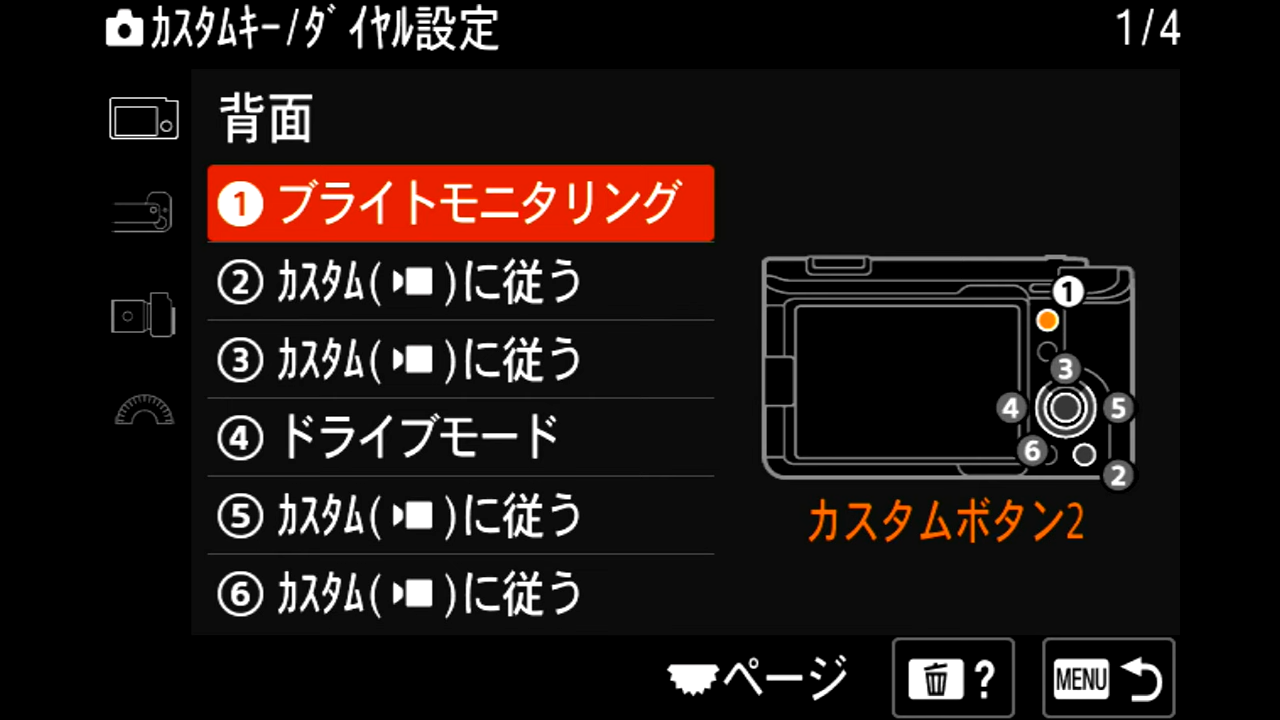 ｶｽﾀﾑｷｰ/ﾀﾞｲﾔﾙ設定
1/4
背面
① ブライトモニタリング
② ｶｽﾀﾑ( )に従う
③ ｶｽﾀﾑ( )に従う
④ ドライブモード
⑤ ｶｽﾀﾑ( )に従う
⑥ ｶｽﾀﾑ( )に従う
1
3
4
5
6
2
カスタムボタン2
ページ
?
MENU